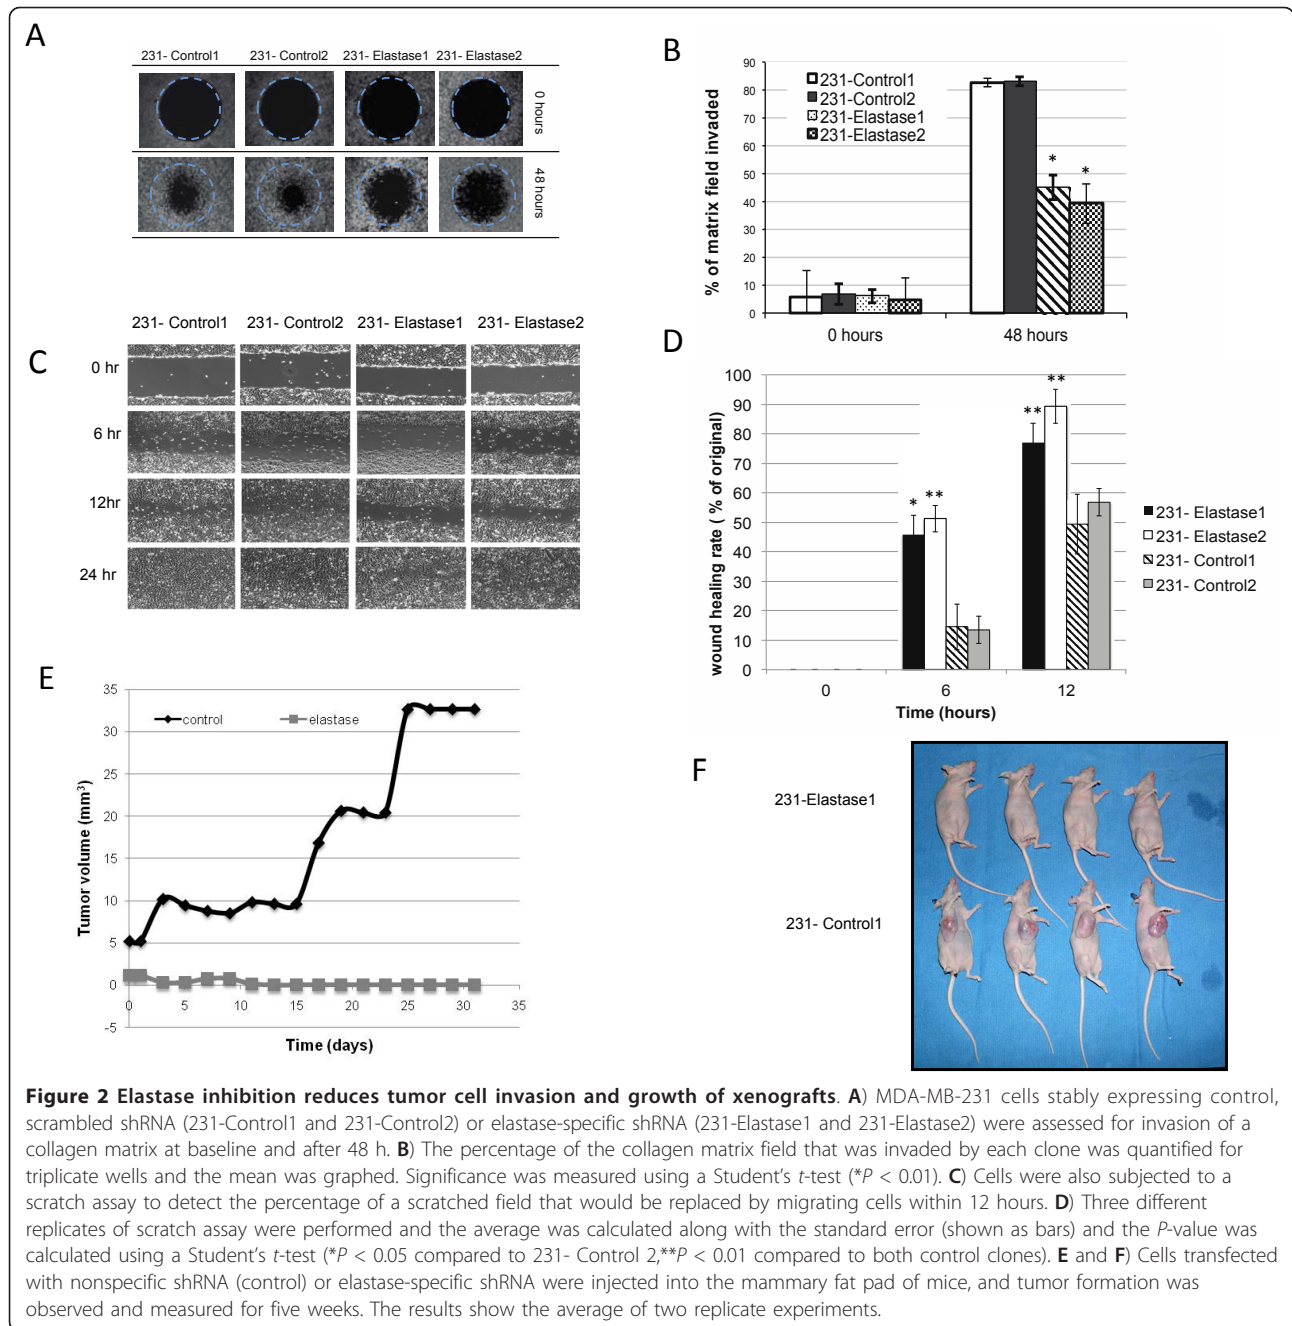 A
231- Control1 231- Control2 231- Elastase1 231- Elastase2
0 hours
48 hours
B
% of matrix field invaded
90
80
70
60
50
40
30
20
10
0
231-Control1
231-Control2
231-Elastase1
231-Elastase2
* *
0 hours 48 hours
C
231- Control1 231- Control2 231- Elastase1 231- Elastase2
0 hr
6 hr
12hr
24 hr
D
wound healing rate ( % of original)
100
90
80
70
60
50
40
30
20
10
0
* ** ** **
231- Elastase1
231- Elastase2
231- Control1
231- Control2
0 6 12
Time (hours)
E
Tumor volume (mm³)
35
30
25
20
15
10
5
0
-5
control elastase
0 5 10 15 20 25 30 35
Time (days)
F
231-Elastase1
231- Control1
Figure 2 Elastase inhibition reduces tumor cell invasion and growth of xenografts. A) MDA-MB-231 cells stably expressing control,
scrambled shRNA (231-Control1 and 231-Control2) or elastase-specific shRNA (231-Elastase1 and 231-Elastase2) were assessed for invasion of a
collagen matrix at baseline and after 48 h. B) The percentage of the collagen matrix field that was invaded by each clone was quantified for
triplicate wells and the mean was graphed. Significance was measured using a Student's t-test (*P < 0.01). C) Cells were also subjected to a
scratch assay to detect the percentage of a scratched field that would be replaced by migrating cells within 12 hours. D) Three different
replicates of scratch assay were performed and the average was calculated along with the standard error (shown as bars) and the P-value was
calculated using a Student's t-test (*P < 0.05 compared to 231- Control 2,**P < 0.01 compared to both control clones). E and F) Cells transfected
with nonspecific shRNA (control) or elastase-specific shRNA were injected into the mammary fat pad of mice, and tumor formation was
observed and measured for five weeks. The results show the average of two replicate experiments.